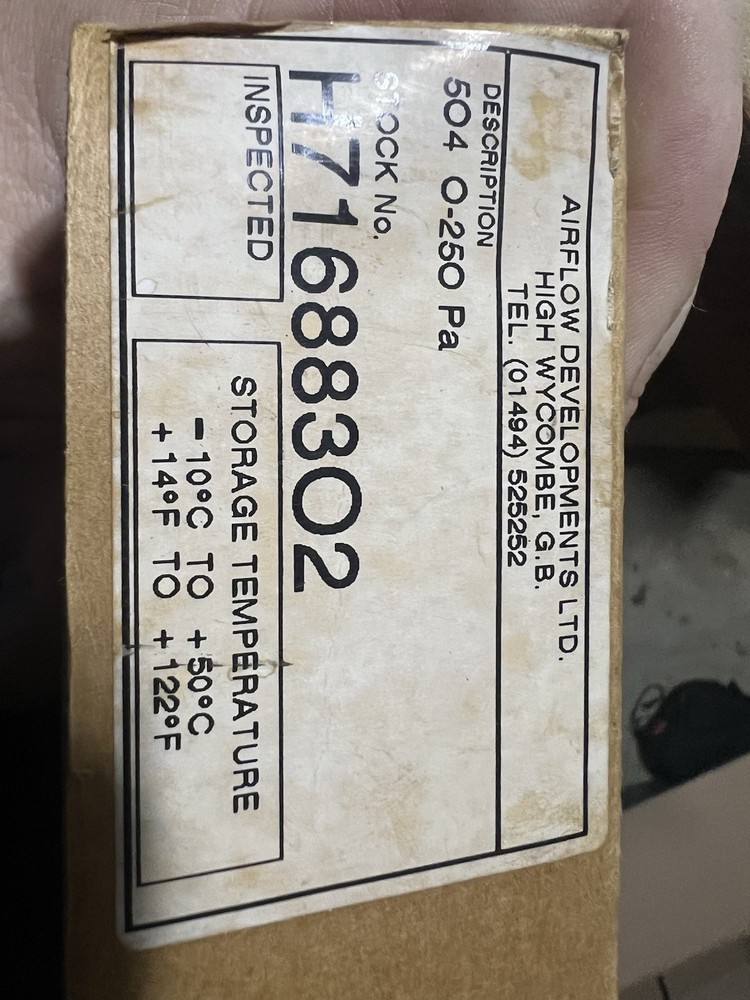 AIRFLOW DEVELOPMENTS LTD.
HIGH WYCOMBE, G.B.
TEL. (01494) 525252
DESCRIPTION
504 0-250 Pa
STOCK No.
H71688302
INSPECTED
STORAGE TEMPERATURE
-10°C TO +50°C
+14°F TO +122°F